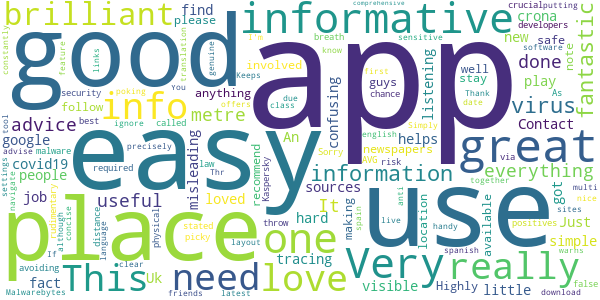 brilliant
good
app
informative
fantastic
easy
use
place
one
great
really
Very
love
This
need
info
advice
metre
virus
everything
information
done
useful
misleading
confusing
listening
find
please
involved
guys
helps
newspapers
sources
It
hard
tracing
visible
An
anything
follow
google
covid19
people
job
loved
recommend
location
making
available
simple
Just
got
play
stay
well
safe
new
crona
note
Contact
via
little
Highly
fact
Uk
avoiding
If
although
concise
rudimentary
clear
distance
language
physical
law
Thr
stated
picky
layout
throw
Kaspersky
Sorry
AVG
risk
english
Simply
chance
first
date
Thank
As
know
breath
I'm
poking
offers
due
class
called
ignore
Keeps
You
genuine
translation
links
feature
security
best
malware
tool
advise
precisely
required
settings
navigate
constantly
comprehensive
crucial
putting
developers
software
sensitive
together
multi
nice
sites
positives
handy
anti
live
spain
spanish
warns
false
download
friends
latest
Malwarebytes